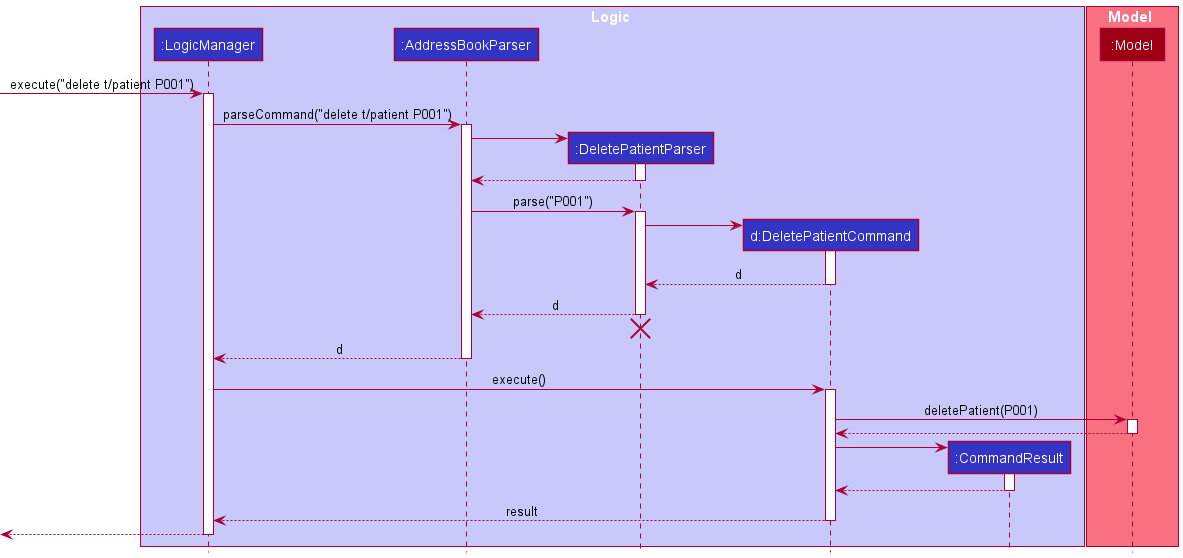 Logic
Model
:LogicManager
:AddressBookParser
:Model
execute("delete t/patient P001")
parseCommand("delete t/patient P001")
:DeletePatientParser
parse("P001")
d:DeletePatientCommand
d
d
d
execute()
deletePatient(P001)
:CommandResult
result